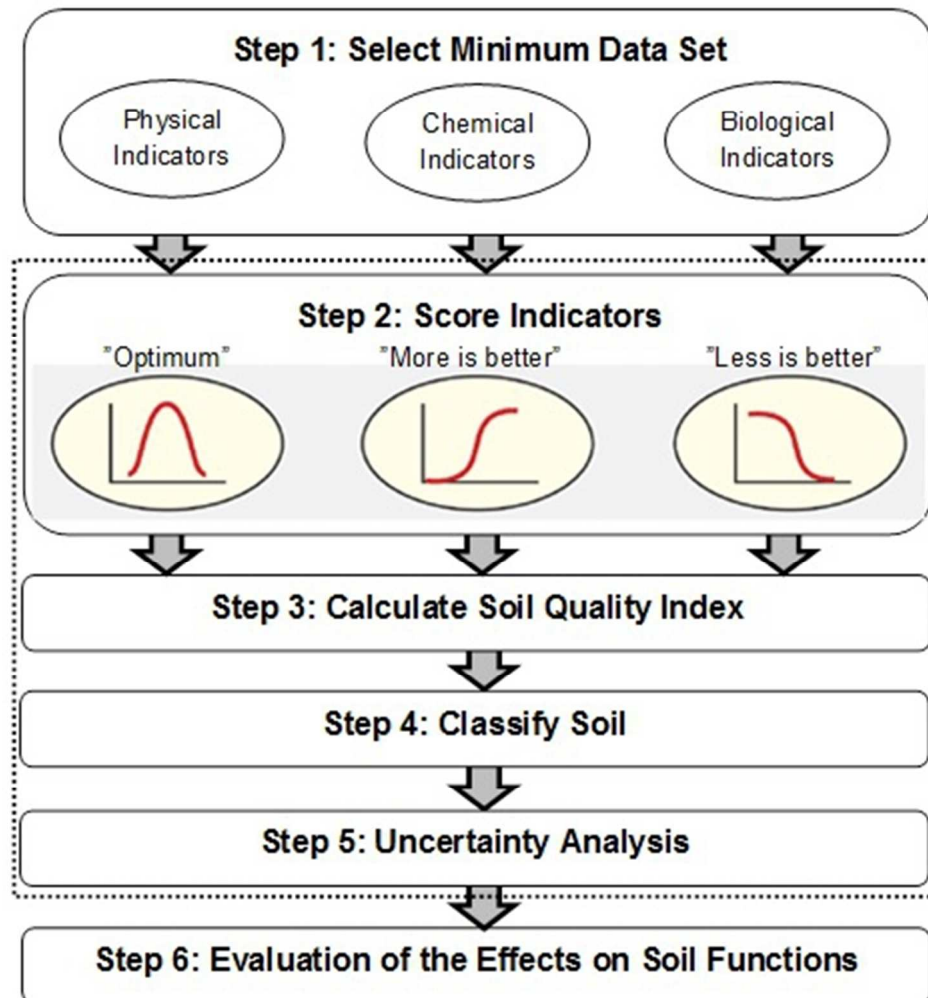 Step 1: Select Minimum Data Set
Physical
Indicators
Chemical
Indicators
Biological
Indicators
Step 2: Score Indicators
”Optimum”
”More is better”
”Less is better”
Step 3: Calculate Soil Quality Index
Step 4: Classify Soil
Step 5: Uncertainty Analysis
Step 6: Evaluation of the Effects on Soil Functions